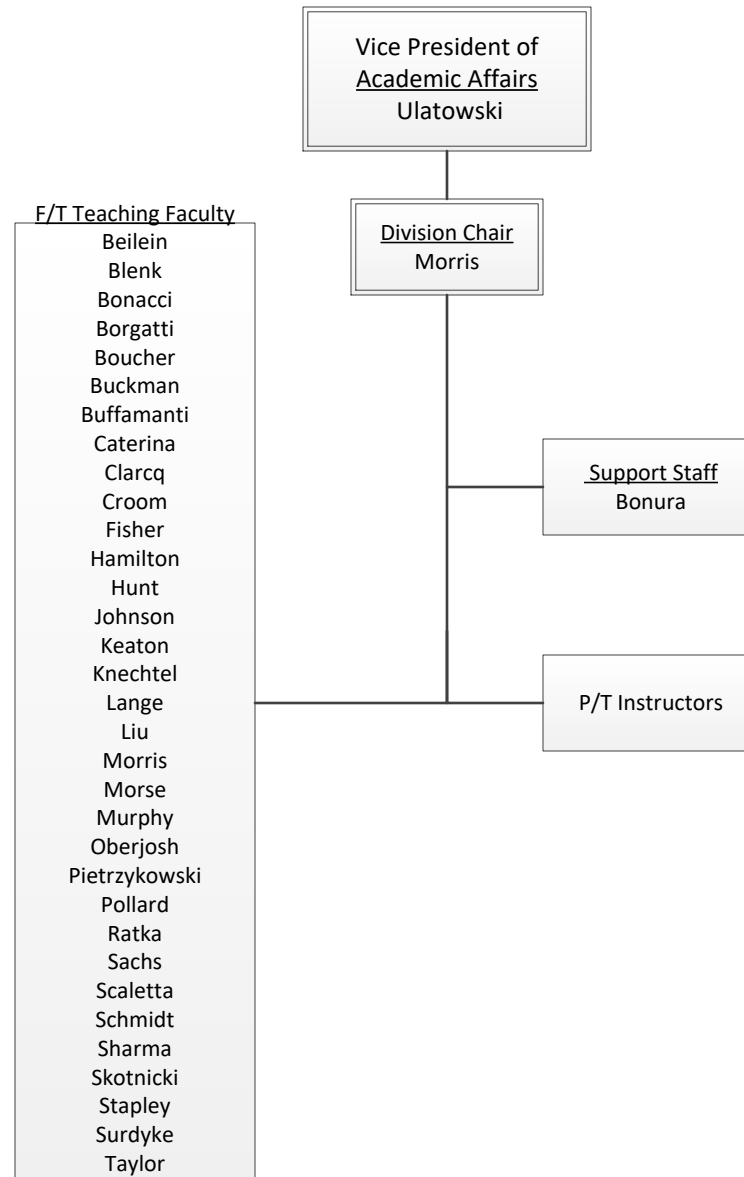 Vice President of
Academic Affairs
Ulatowski
Division Chair
Morris
F/T Teaching Faculty
Beilein
Blenk
Bonacci
Borgatti
Boucher
Buckman
Buffamanti
Caterina
Clarcq
Croom
Fisher
Hamilton
Hunt
Johnson
Keaton
Knechtel
Lange
Liu
Morris
Morse
Murphy
Oberjosh
Pietrzykowski
Pollard
Ratka
Sachs
Scaletta
Schmidt
Sharma
Skotnicki
Stapley
Surdyke
Taylor
Support Staff
Bonura
P/T Instructors